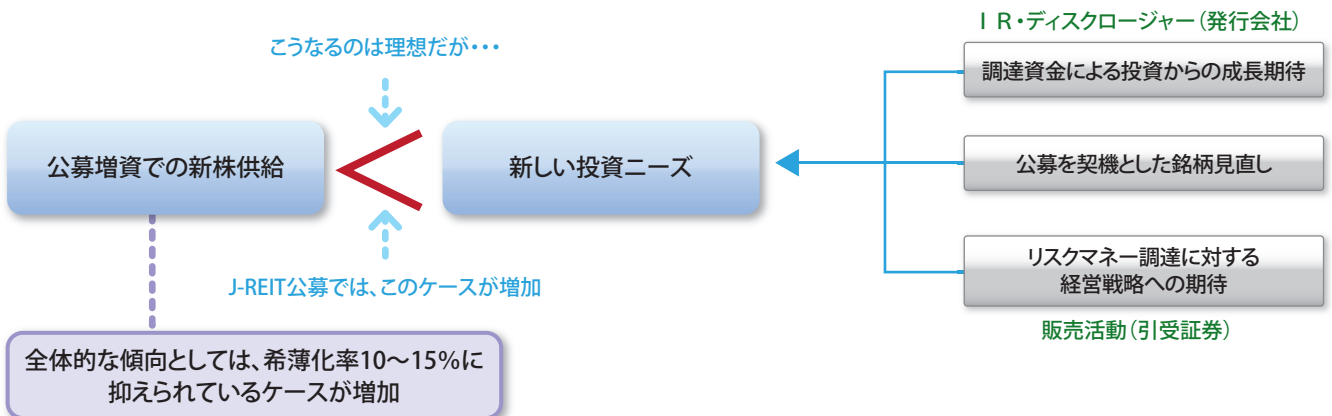 こうなるのは理想だが・・・
公募増資での新株供給
新しい投資ニーズ
J-REIT公募では、このケースが増加
全体的な傾向としては、希薄化率10〜15%に
抑えられているケースが増加
ＩＲ・ディスクロージャー（発行会社）
調達資金による投資からの成長期待
公募を契機とした銘柄見直し
リスクマネー調達に対する
経営戦略への期待
販売活動（引受証券）